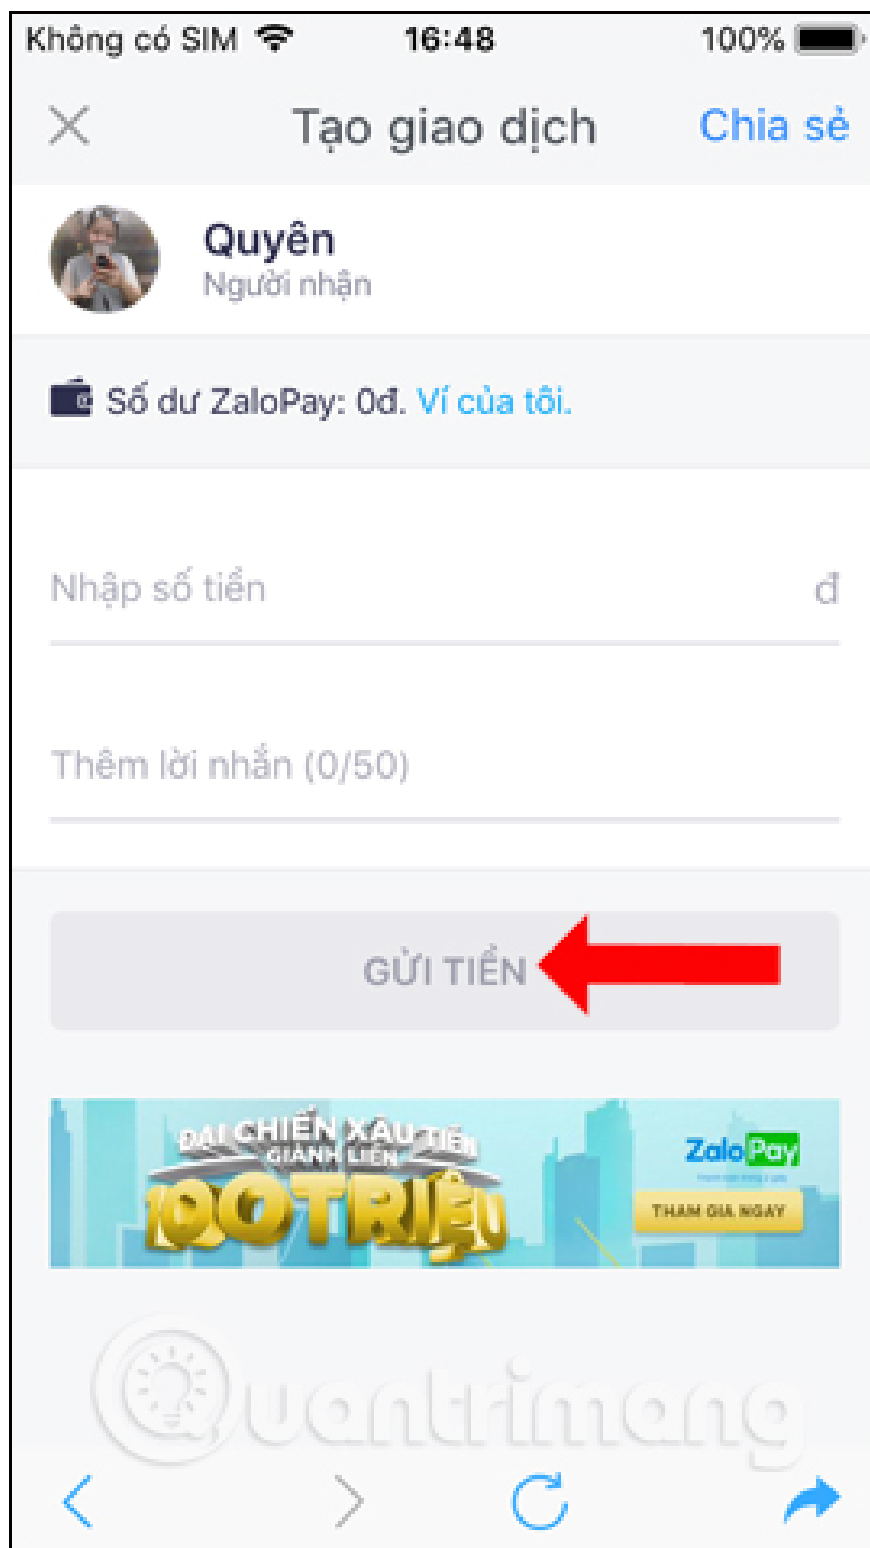 Không có SIM 16:48 100%
Tạo giao dịch Chia sẻ
Quyên
Người nhận
Số dư ZaloPay: 0đ. Ví của tôi.
Nhập số tiền đ
Thêm lời nhắn (0/50)
GỬI TIỀN
ĐẠI CHIẾN XÂU TIỀN
GIÀNH LIỀN
100 TRIỆU
ZaloPay
THAM GIA NGAY
Quantrimang